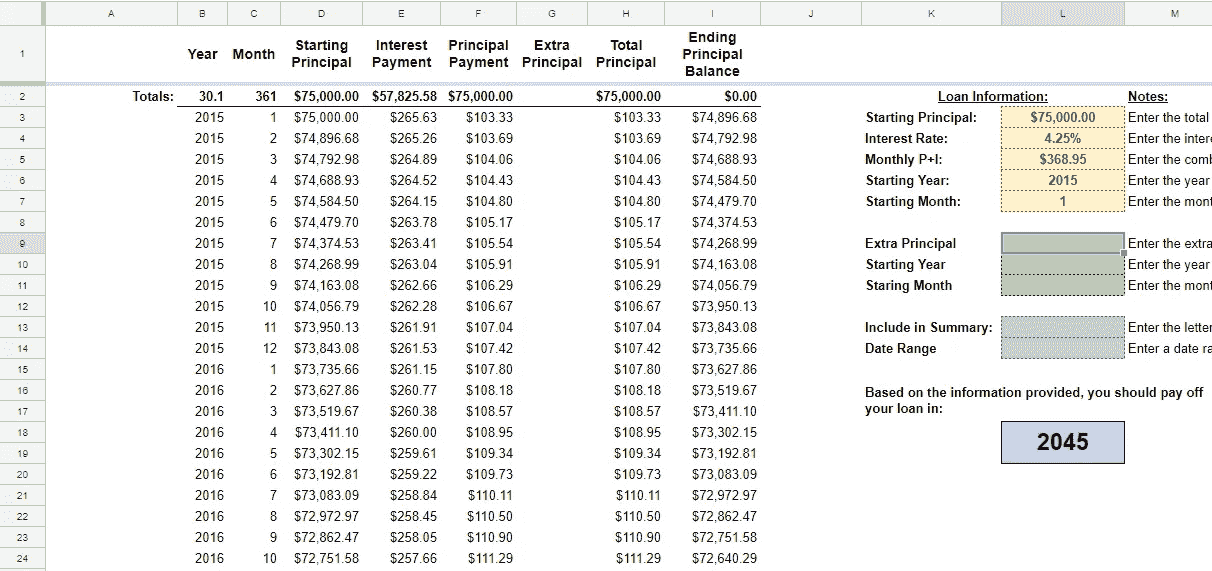 A B C D E F G H I J K L M
1 Year Month Starting Principal Interest Payment Principal Payment Extra Principal Total Principal Ending Principal Balance
2 Totals: 30.1 361 $75,000.00 $57,825.58 $75,000.00 $75,000.00 $0.00 Loan Information: Notes:
3 2015 1 $75,000.00 $265.63 $103.33 $103.33 $74,896.68 Starting Principal: $75,000.00 Enter the total
4 2015 2 $74,896.68 $265.26 $103.69 $103.69 $74,792.98 Interest Rate: 4.25% Enter the intere
5 2015 3 $74,792.98 $264.89 $104.06 $104.06 $74,688.93 Monthly P+I: $368.95 Enter the comb
6 2015 4 $74,688.93 $264.52 $104.43 $104.43 $74,584.50 Starting Year: 2015 Enter the year
7 2015 5 $74,584.50 $264.15 $104.80 $104.80 $74,479.70 Starting Month: 1 Enter the mont
8 2015 6 $74,479.70 $263.78 $105.17 $105.17 $74,374.53
9 2015 7 $74,374.53 $263.41 $105.54 $105.54 $74,268.99 Extra Principal Enter the extra
10 2015 8 $74,268.99 $263.04 $105.91 $105.91 $74,163.08 Starting Year Enter the year
11 2015 9 $74,163.08 $262.66 $106.29 $106.29 $74,056.79 Staring Month Enter the mont
12 2015 10 $74,056.79 $262.28 $106.67 $106.67 $73,950.13
13 2015 11 $73,950.13 $261.91 $107.04 $107.04 $73,843.08 Include in Summary: Enter the letter
14 2015 12 $73,843.08 $261.53 $107.42 $107.42 $73,735.66 Date Range Enter a date ra
15 2016 1 $73,735.66 $261.15 $107.80 $107.80 $73,627.86
16 2016 2 $73,627.86 $260.77 $108.18 $108.18 $73,519.67 Based on the information provided, you should pay off
17 2016 3 $73,519.67 $260.38 $108.57 $108.57 $73,411.10 your loan in:
18 2016 4 $73,411.10 $260.00 $108.95 $108.95 $73,302.15 2045
19 2016 5 $73,302.15 $259.61 $109.34 $109.34 $73,192.81
20 2016 6 $73,192.81 $259.22 $109.73 $109.73 $73,083.09
21 2016 7 $73,083.09 $258.84 $110.11 $110.11 $72,972.97
22 2016 8 $72,972.97 $258.45 $110.50 $110.50 $72,862.47
23 2016 9 $72,862.47 $258.05 $110.90 $110.90 $72,751.58
24 2016 10 $72,751.58 $257.66 $111.29 $111.29 $72,640.29